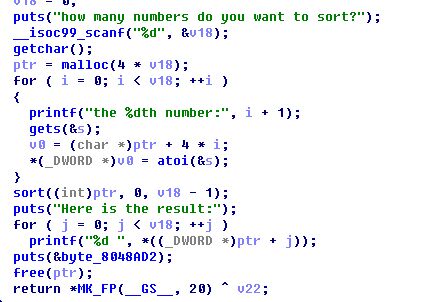 v18 = 0;
puts("how many numbers do you want to sort?");
__isoc99_scanf("%d", &v18);
getchar();
ptr = malloc(4 * v18);
for ( i = 0; i < v18; ++i )
{
printf("the %dth number:", i + 1);
gets(&s);
v0 = (char *)ptr + 4 * i;
*(_DWORD *)v0 = atoi(&s);
}
sort((int)ptr, 0, v18 - 1);
puts("Here is the result:");
for ( j = 0; j < v18; ++j )
printf("%d ", *((_DWORD *)ptr + j));
puts(&byte_8048AD2);
free(ptr);
return *MK_FP(__GS__, 20) ^ v22;